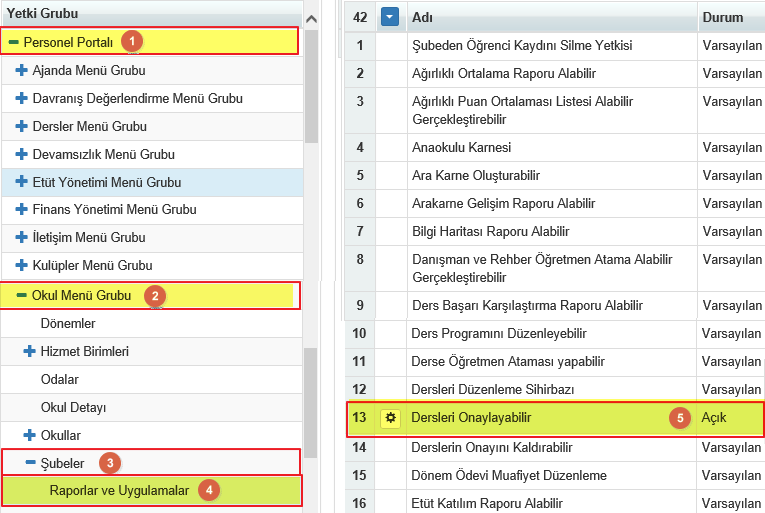 Yetki Grubu
Personel Portalı 1
Ajanda Menü Grubu
Davranış Değerlendirme Menü Grubu
Dersler Menü Grubu
Devamsızlık Menü Grubu
Etüt Yönetimi Menü Grubu
Finans Yönetimi Menü Grubu
İletişim Menü Grubu
Kulüpler Menü Grubu
Okul Menü Grubu 2
Dönemler
Hizmet Birimleri
Odalar
Okul Detayı
Okullar
Şubeler 3
Raporlar ve Uygulamalar 4
42 Adı Durum
1 Şubeden Öğrenci Kaydını Silme Yetkisi Varsayılan
2 Ağırlıklı Ortalama Raporu Alabilir Varsayılan
3 Ağırlıklı Puan Ortalaması Listesi Alabilir Varsayılan
Gerçekleştirebilir
4 Anaokulu Karnesi Varsayılan
5 Ara Karne Oluşturabilir Varsayılan
6 Arakarne Gelişim Raporu Alabilir Varsayılan
7 Bilgi Haritası Raporu Alabilir Varsayılan
8 Danışman ve Rehber Öğretmen Atama Alabilir Varsayılan
Gerçekleştirebilir
9 Ders Başarı Karşılaştırma Raporu Alabilir Varsayılan
10 Ders Programını Düzenleyebilir Varsayılan
11 Derse Öğretmen Ataması yapabilir Varsayılan
12 Dersleri Düzenleme Sihirbazı Varsayılan
13 Dersleri Onaylayabilir 5 Açık
14 Derslerin Onayını Kaldırabilir Varsayılan
15 Dönem Ödevi Muafiyet Düzenleme Varsayılan
16 Etüt Katılım Raporu Alabilir Varsayılan